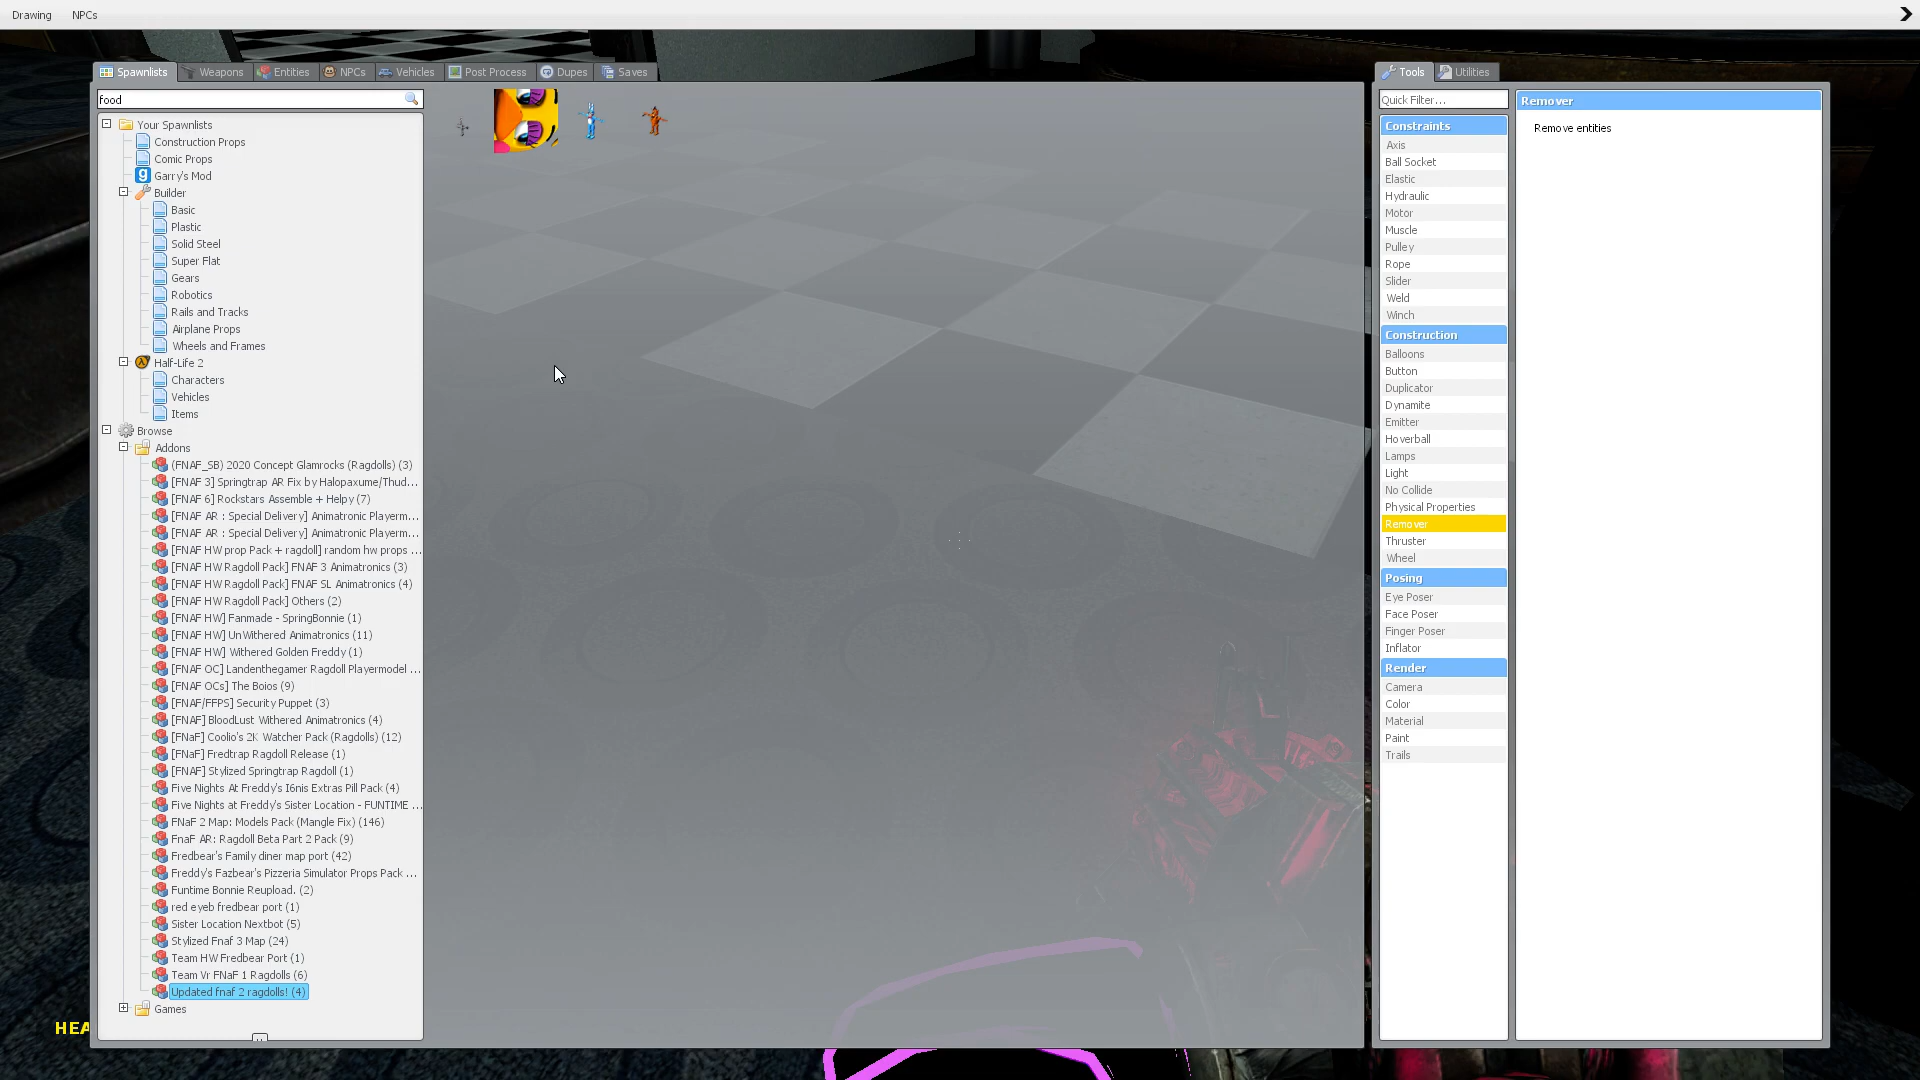 Drawing NPCs
Spawnlists Weapons Entities NPCs Vehicles Post Process Dupes Saves
food
Your Spawnlists
Construction Props
Comic Props
Garry's Mod
Builder
Basic
Plastic
Solid Steel
Super Flat
Gears
Robotics
Rails and Tracks
Airplane Props
Wheels and Frames
Half-Life 2
Characters
Vehicles
Items
Browse
Addons
(FNAF_SB) 2020 Concept Glamrocks (Ragdolls) (3)
[FNAF 3] Springtrap AR Fix by Halopaxume/Thud...
[FNAF 6] Rockstars Assemble + Helpy (7)
[FNAF AR : Special Delivery] Animatronic Playerm...
[FNAF AR : Special Delivery] Animatronic Playerm...
[FNAF HW prop Pack + ragdoll] random hw props ...
[FNAF HW Ragdoll Pack] FNAF 3 Animatronics (3)
[FNAF HW Ragdoll Pack] FNAF SL Animatronics (4)
[FNAF HW Ragdoll Pack] Others (2)
[FNAF HW] Fanmade - SpringBonnie (1)
[FNAF HW] UnWithered Animatronics (11)
[FNAF HW] Withered Golden Freddy (1)
[FNAF OC] Landenthegamer Ragdoll Playermodel ...
[FNAF OCs] The Boios (9)
[FNAF/FFPS] Security Puppet (3)
[FNAF] BloodLust Withered Animatronics (4)
[FNaF] Coolio's 2K Watcher Pack (Ragdolls) (12)
[FNaF] Fredtrap Ragdoll Release (1)
[FNAF] Stylized Springtrap Ragdoll (1)
Five Nights At Freddy's I6nis Extras Pill Pack (4)
Five Nights at Freddy's Sister Location - FUNTIME ...
FNaF 2 Map: Models Pack (Mangle Fix) (146)
FnaF AR: Ragdoll Beta Part 2 Pack (9)
Fredbear's Family diner map port (42)
Freddy's Fazbear's Pizzeria Simulator Props Pack ...
Funtime Bonnie Reupload. (2)
red eyeb fredbear port (1)
Sister Location Nextbot (5)
Stylized Fnaf 3 Map (24)
Team HW Fredbear Port (1)
Team Vr FNaF 1 Ragdolls (6)
Updated fnaf 2 ragdolls! (4)
Games
HEA
Tools Utilities
Quick Filter...
Constraints
Axis
Ball Socket
Elastic
Hydraulic
Motor
Muscle
Pulley
Rope
Slider
Weld
Winch
Construction
Balloons
Button
Duplicator
Dynamite
Emitter
Hoverball
Lamps
Light
No Collide
Physical Properties
Remover
Thruster
Wheel
Posing
Eye Poser
Face Poser
Finger Poser
Inflator
Render
Camera
Color
Material
Paint
Trails
Remover
Remove entities